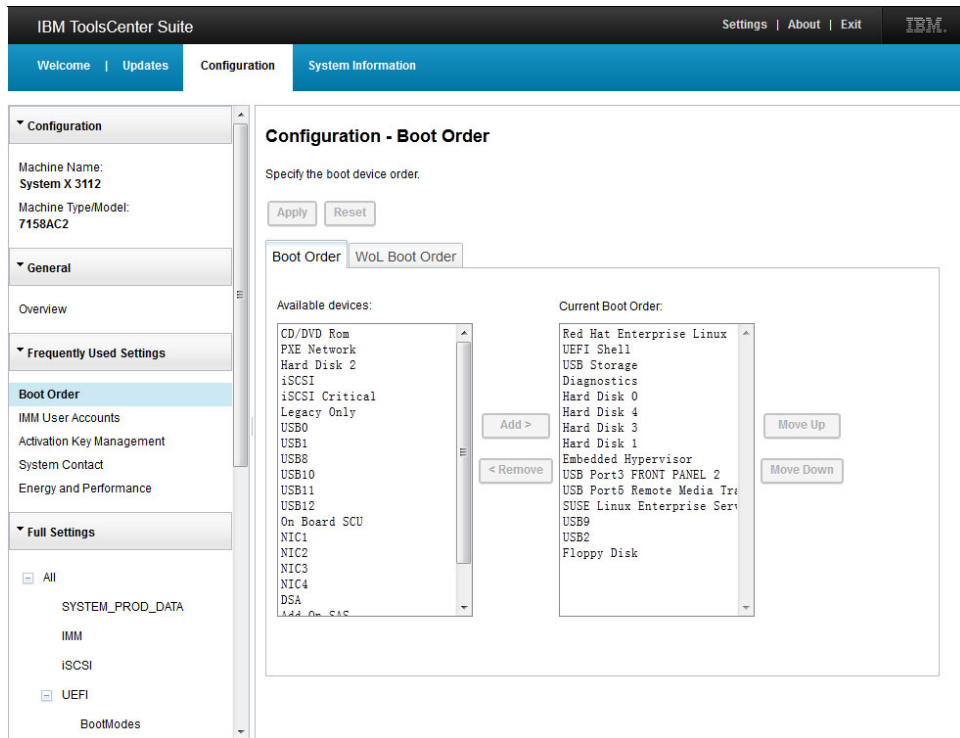 IBM ToolsCenter Suite
Settings | About | Exit
IBM.
Welcome | Updates
Configuration
System Information
Configuration
Machine Name:
System X 3112
Machine Type/Model:
7158AC2
General
Overview
Frequently Used Settings
Boot Order
IMM User Accounts
Activation Key Management
System Contact
Energy and Performance
Full Settings
All
SYSTEM_PROD_DATA
IMM
iSCSI
UEFI
BootModes
Configuration - Boot Order
Specify the boot device order.
Apply
Reset
Boot Order
WoL Boot Order
Available devices:
CD/DVD Rom
PXE Network
Hard Disk 2
iSCSI
iSCSI Critical
Legacy Only
USB0
USB1
USB8
USB10
USB11
USB12
On Board SCU
NIC1
NIC2
NIC3
NIC4
DSA
Add On SAS
Add >
< Remove
Current Boot Order:
Red Hat Enterprise Linux
UEFI Shell
USB Storage
Diagnostics
Hard Disk 0
Hard Disk 4
Hard Disk 3
Hard Disk 1
Embedded Hypervisor
USB Port3 FRONT PANEL 2
USB Port5 Remote Media Tra
SUSE Linux Enterprise Serv
USB9
USB2
Floppy Disk
Move Up
Move Down